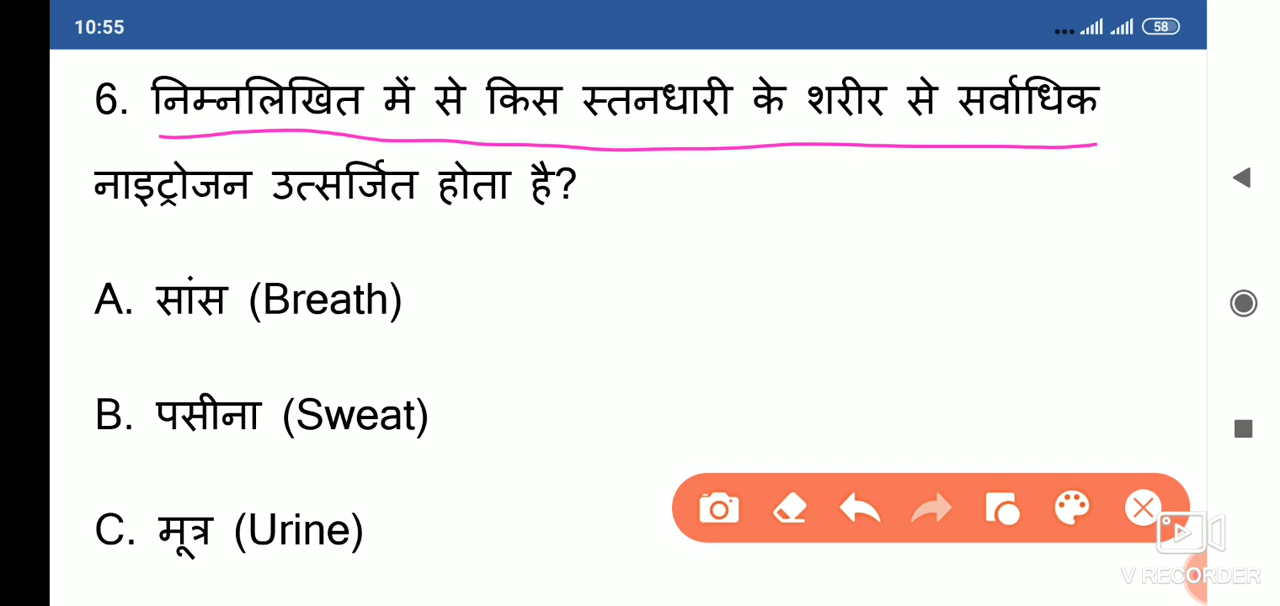 10:55
58
6. निम्नलिखित में से किस स्तनधारी के शरीर से सर्वाधिक
नाइट्रोजन उत्सर्जित होता है?
A. सांस (Breath)
B. पसीना (Sweat)
C. मूत्र (Urine)
V RECORDER